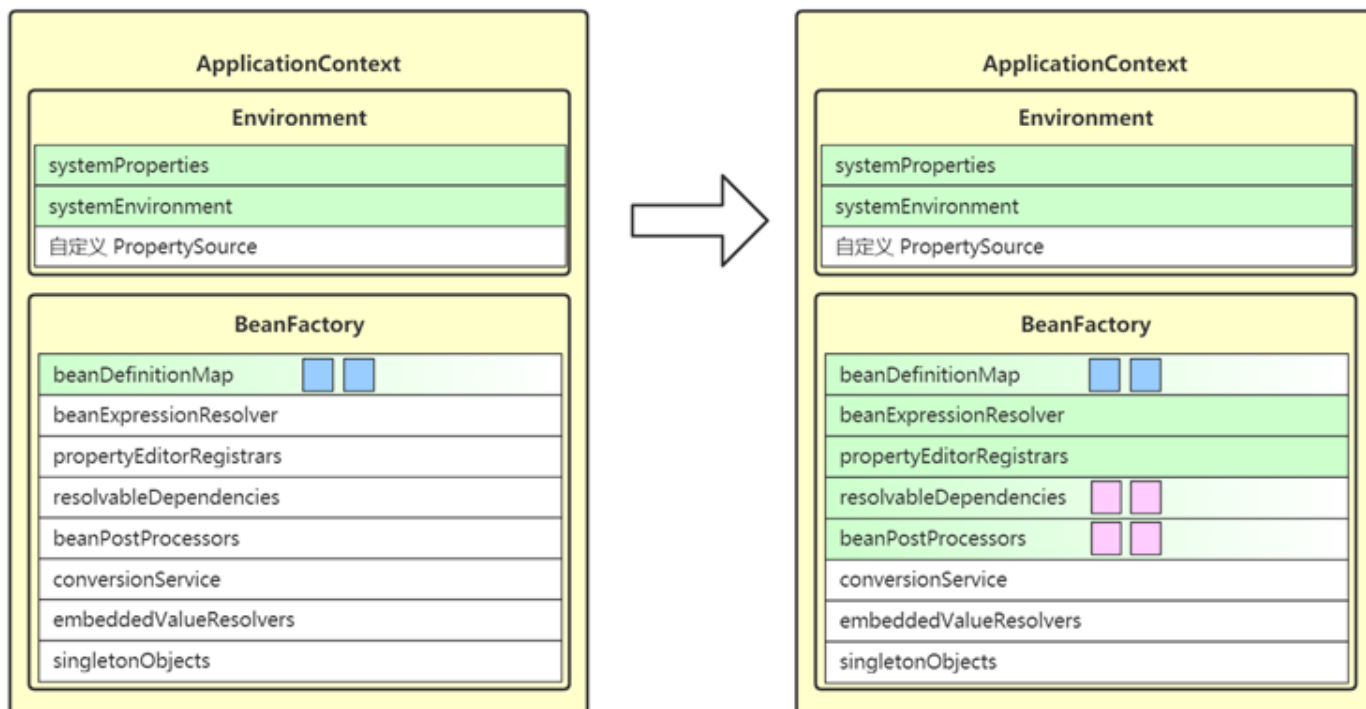 ApplicationContext
Environment
systemProperties
systemEnvironment
自定义 PropertySource
BeanFactory
beanDefinitionMap
beanExpressionResolver
propertyEditorRegistrars
resolvableDependencies
beanPostProcessors
conversionService
embeddedValueResolvers
singletonObjects
ApplicationContext
Environment
systemProperties
systemEnvironment
自定义 PropertySource
BeanFactory
beanDefinitionMap
beanExpressionResolver
propertyEditorRegistrars
resolvableDependencies
beanPostProcessors
conversionService
embeddedValueResolvers
singletonObjects